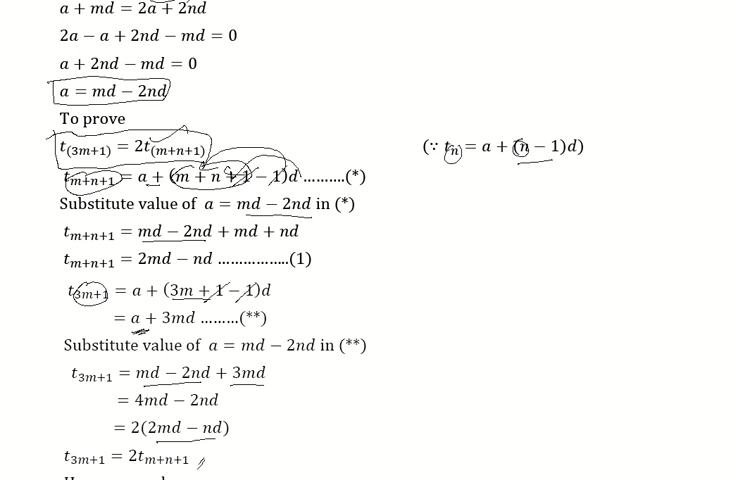 a + md = 2a + 2nd
2a − a + 2nd − md = 0
a + 2nd − md = 0
a = md − 2nd
To prove
t(3m+1) = 2t(m+n+1) (∵ tn = a + (n − 1)d)
tm+n+1 = a + (m + n + 1 − 1)d ..........(*)
Substitute value of a = md − 2nd in (*)
tm+n+1 = md − 2nd + md + nd
tm+n+1 = 2md − nd ..................(1)
t3m+1 = a + (3m + 1 − 1)d
= a + 3md .........(**)
Substitute value of a = md − 2nd in (**)
t3m+1 = md − 2nd + 3md
= 4md − 2nd
= 2(2md − nd)
t3m+1 = 2tm+n+1